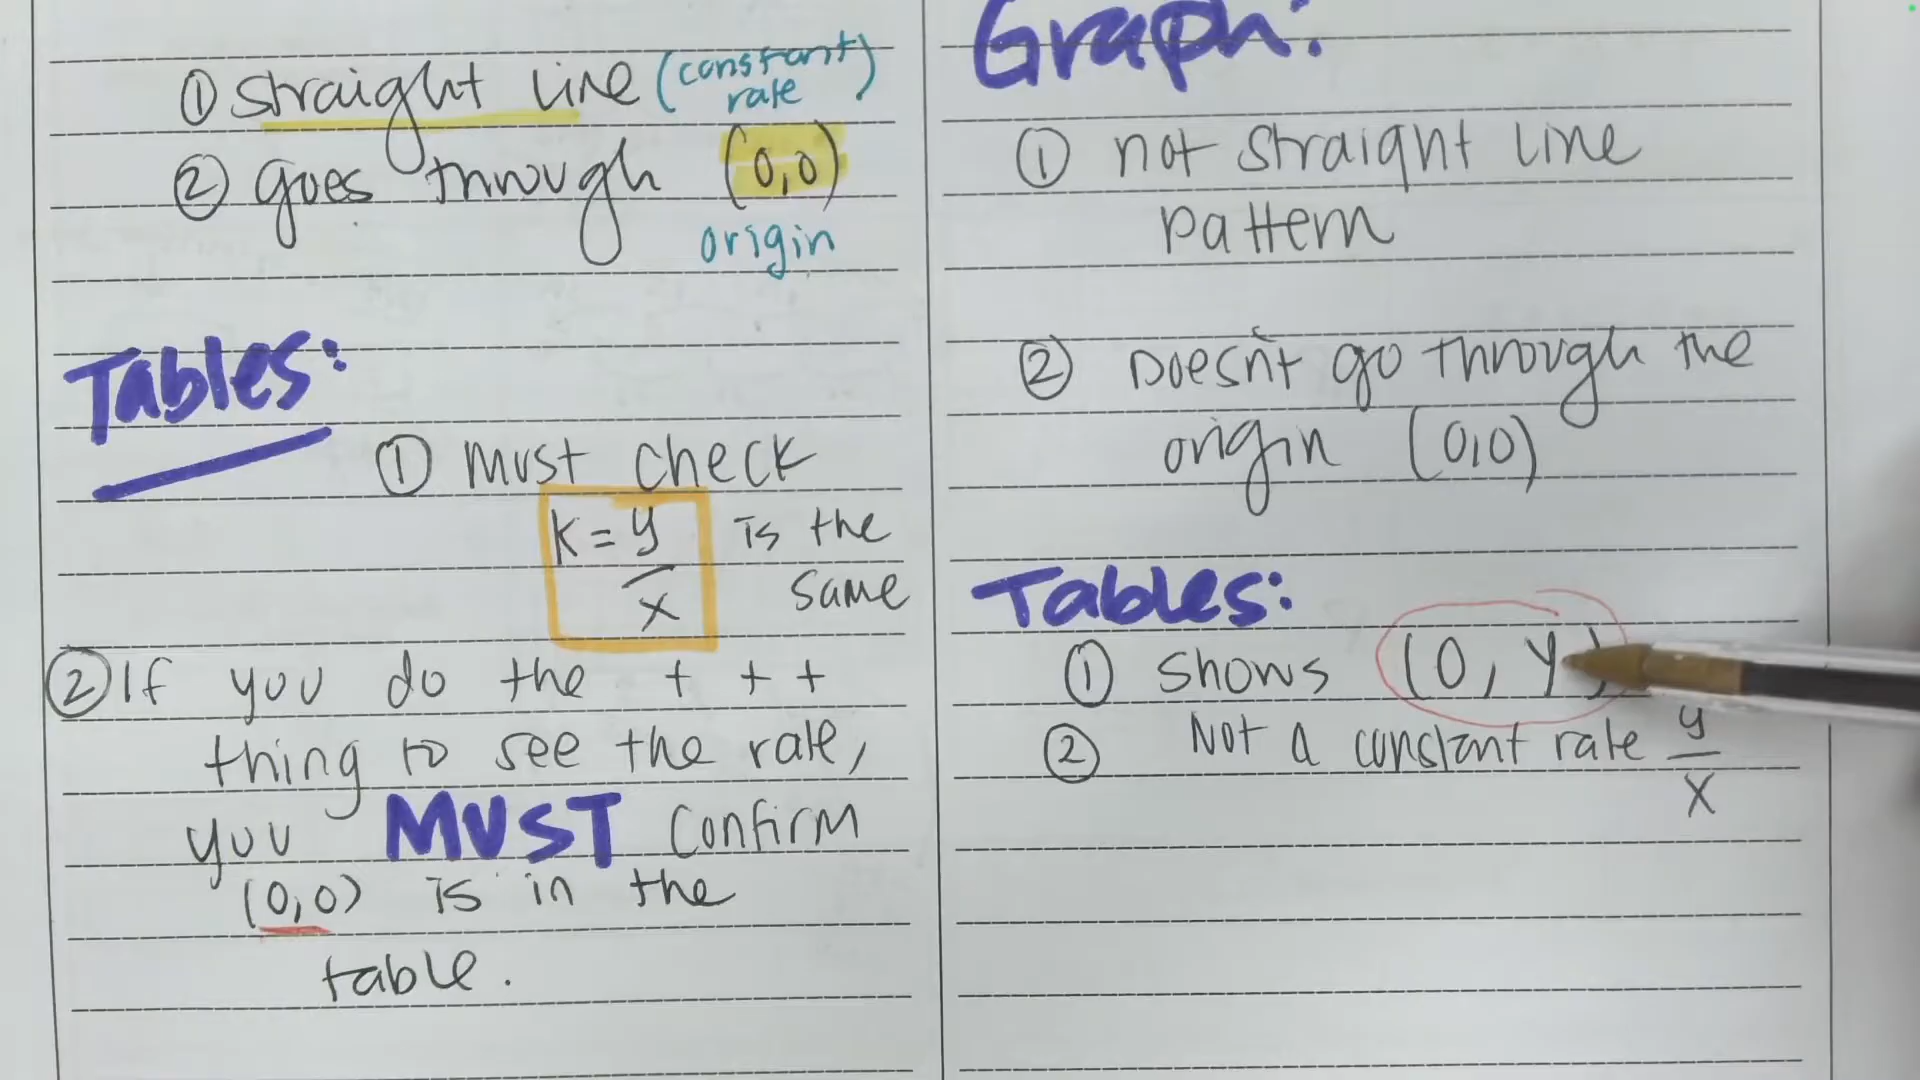 ① straight line (constant rate)
② goes through (0,0)
origin
Tables:
① Must check
K = y/x is the same
② If you do the + + +
thing to see the rate,
you MUST confirm
(0,0) is in the
table.
Graph:
① not straight line
pattern
② Doesn't go through the
origin (0,0)
Tables:
① shows (0, y)
② Not a constant rate y/x